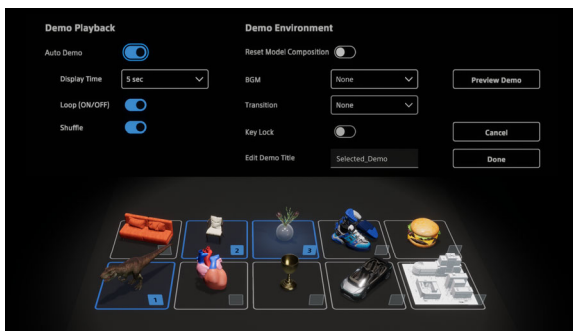 Demo Playback
Auto Demo
Display Time
5 sec
Loop (ON/OFF)
Shuffle
Demo Environment
Reset Model Composition
BGM
None
Transition
None
Key Lock
Edit Demo Title
Selected_Demo
Preview Demo
Cancel
Done
2
3
1